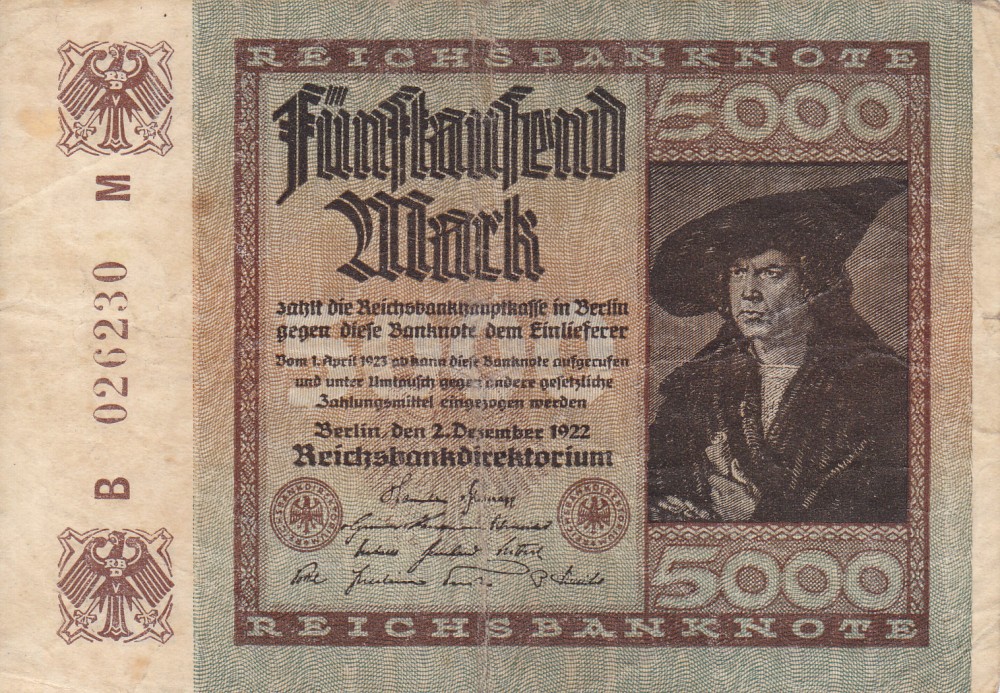 REICHSBANKNOTE
5000
Fünftausend
Mark
zahlt die Reichsbankhauptkasse in Berlin
gegen diese Banknote dem Einlieferer
Vom 1. April 1923 ab kann diese Banknote aufgerufen
und unter Umtausch gegen andere gesetzliche
Zahlungsmittel eingezogen werden
Berlin, den 2. Dezember 1922
Reichsbankdirektorium
5000
REICHSBANKNOTE
B 026230 M
RBD
RBD